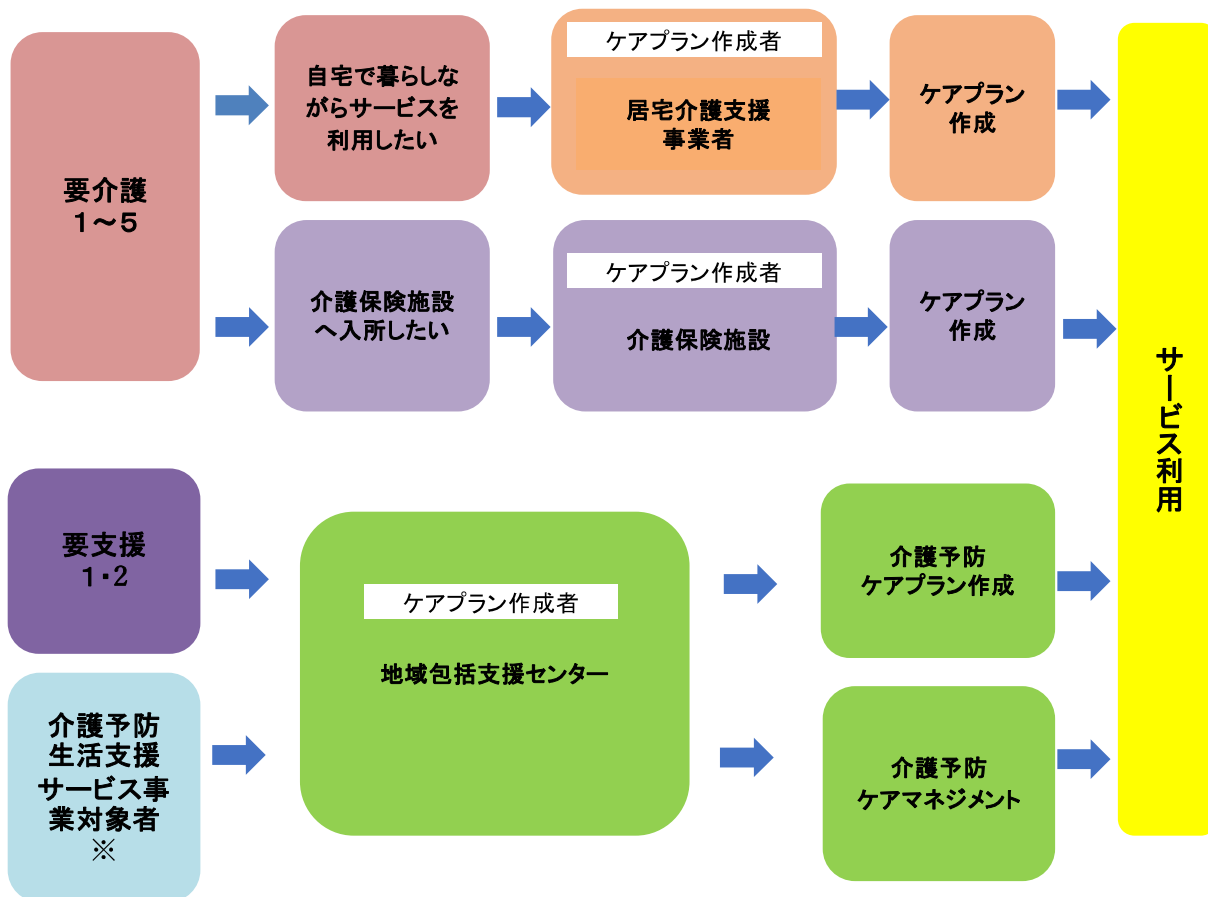 要介護
１～５
自宅で暮らしな
がらサービスを
利用したい
ケアプラン作成者
居宅介護支援
事業者
ケアプラン
作成
介護保険施設
へ入所したい
ケアプラン作成者
介護保険施設
ケアプラン
作成
サービス利用
要支援
１・2
ケアプラン作成者
地域包括支援センター
介護予防
ケアプラン作成
介護予防
生活支援
サービス事
業対象者
※
介護予防
ケアマネジメント